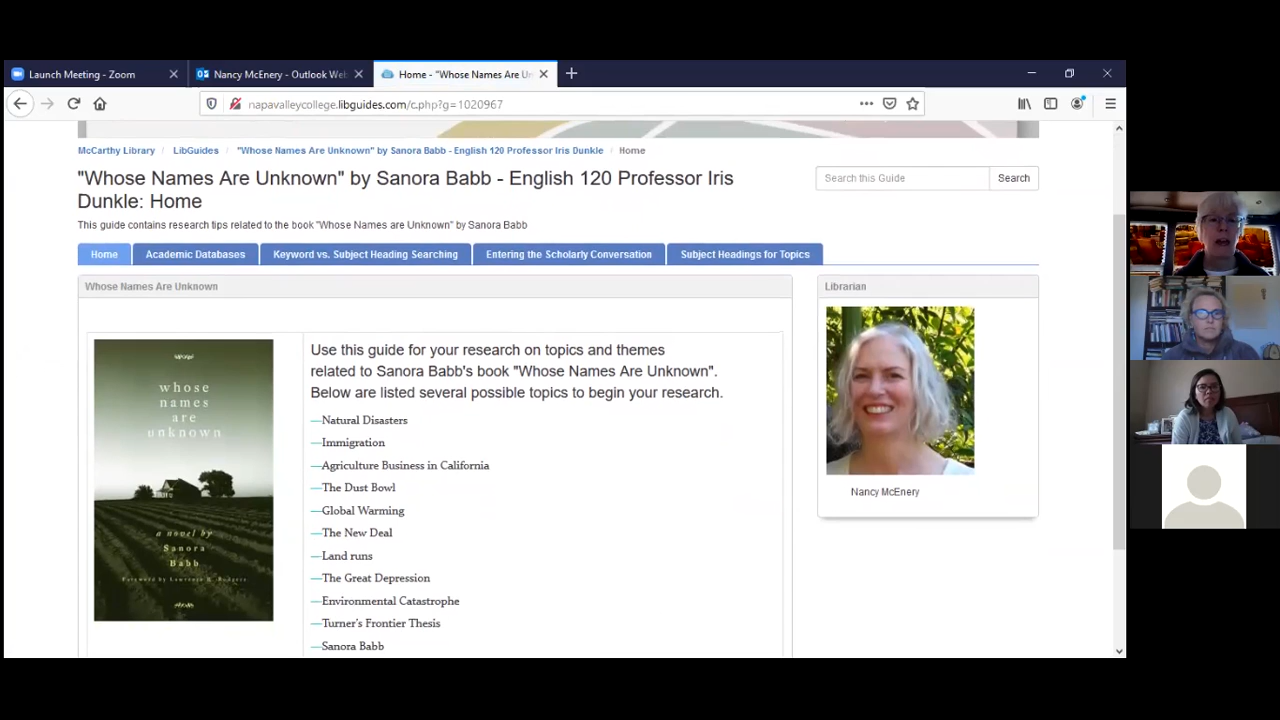 Launch Meeting - Zoom
Nancy McEnery - Outlook Web
Home - "Whose Names Are Un
napavalleycollege.libguides.com/c.php?g=1020967
McCarthy Library
LibGuides
"Whose Names Are Unknown" by Sanora Babb - English 120 Professor Iris Dunkle
Home
"Whose Names Are Unknown" by Sanora Babb - English 120 Professor Iris
Dunkle: Home
Search this Guide
Search
This guide contains research tips related to the book "Whose Names are Unknown" by Sanora Babb
Home
Academic Databases
Keyword vs. Subject Heading Searching
Entering the Scholarly Conversation
Subject Headings for Topics
Whose Names Are Unknown
whose
names
are
unknown
a novel by
Sanora
Babb
Use this guide for your research on topics and themes
related to Sanora Babb's book "Whose Names Are Unknown".
Below are listed several possible topics to begin your research.
—Natural Disasters
—Immigration
—Agriculture Business in California
—The Dust Bowl
—Global Warming
—The New Deal
—Land runs
—The Great Depression
—Environmental Catastrophe
—Turner's Frontier Thesis
—Sanora Babb
Librarian
Nancy McEnery